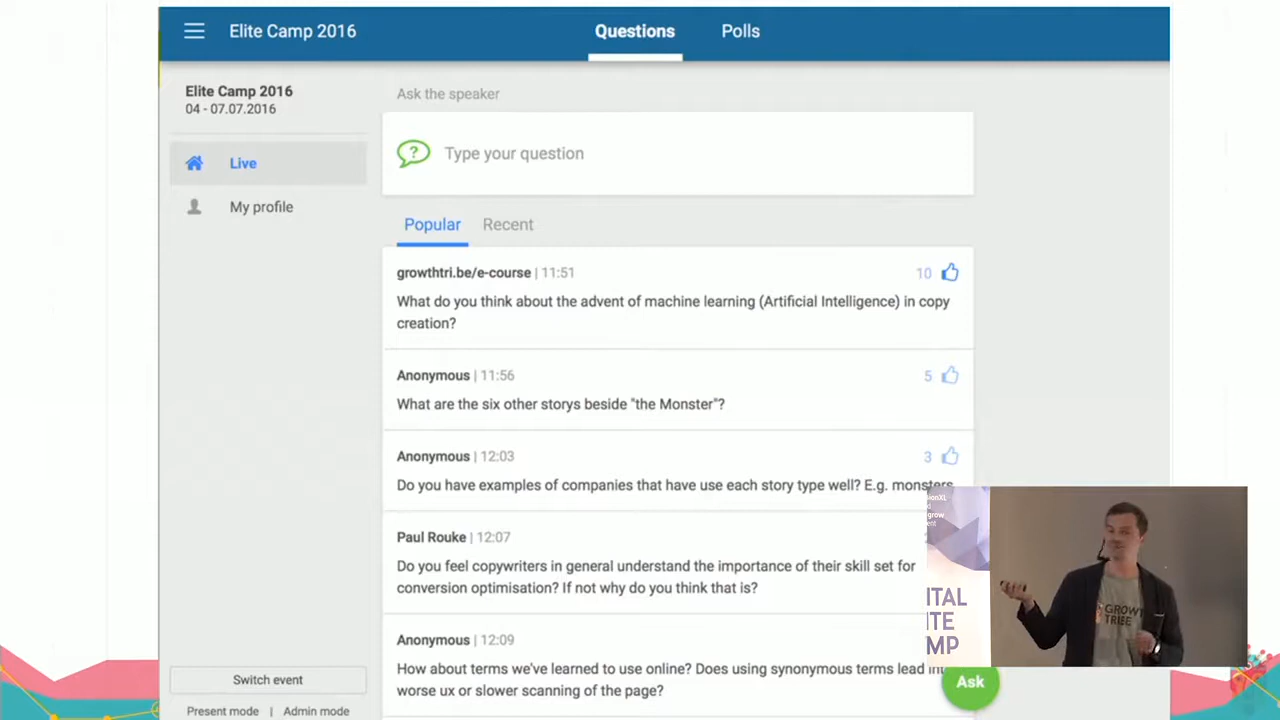 Elite Camp 2016
Questions
Polls
Elite Camp 2016
04 - 07.07.2016
Live
My profile
Switch event
Present mode | Admin mode
Ask the speaker
Type your question
Popular
Recent
growthtri.be/e-course | 11:51
10
What do you think about the advent of machine learning (Artificial Intelligence) in copy
creation?
Anonymous | 11:56
5
What are the six other storys beside "the Monster"?
Anonymous | 12:03
3
Do you have examples of companies that have use each story type well? E.g. monsters
Paul Rouke | 12:07
Do you feel copywriters in general understand the importance of their skill set for
conversion optimisation? If not why do you think that is?
Anonymous | 12:09
How about terms we've learned to use online? Does using synonymous terms lead
worse ux or slower scanning of the page?
Ask
ITAL
ITE
MP
GROW
TRIBE